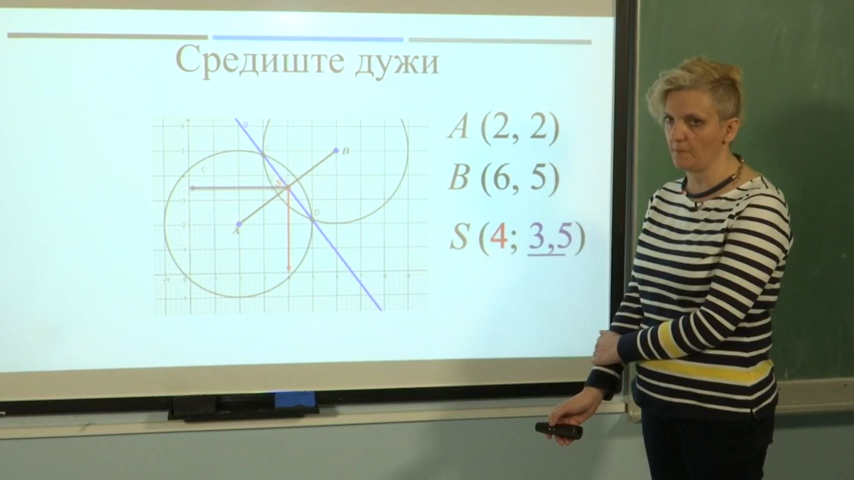 Средиште дужи
A (2, 2)
B (6, 5)
S (4; 3,5)
B
A